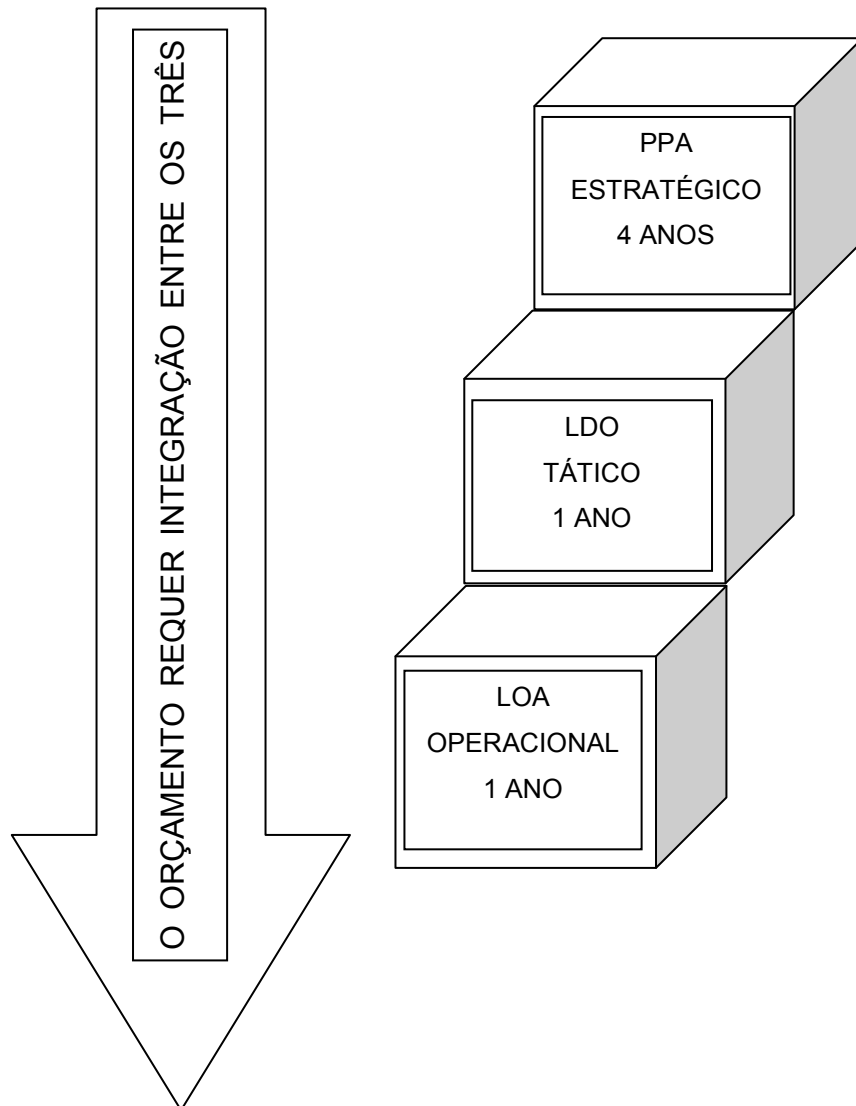 O ORÇAMENTO REQUER INTEGRAÇÃO ENTRE OS TRÊS
PPA
ESTRATÉGICO
4 ANOS
LDO
TÁTICO
1 ANO
LOA
OPERACIONAL
1 ANO